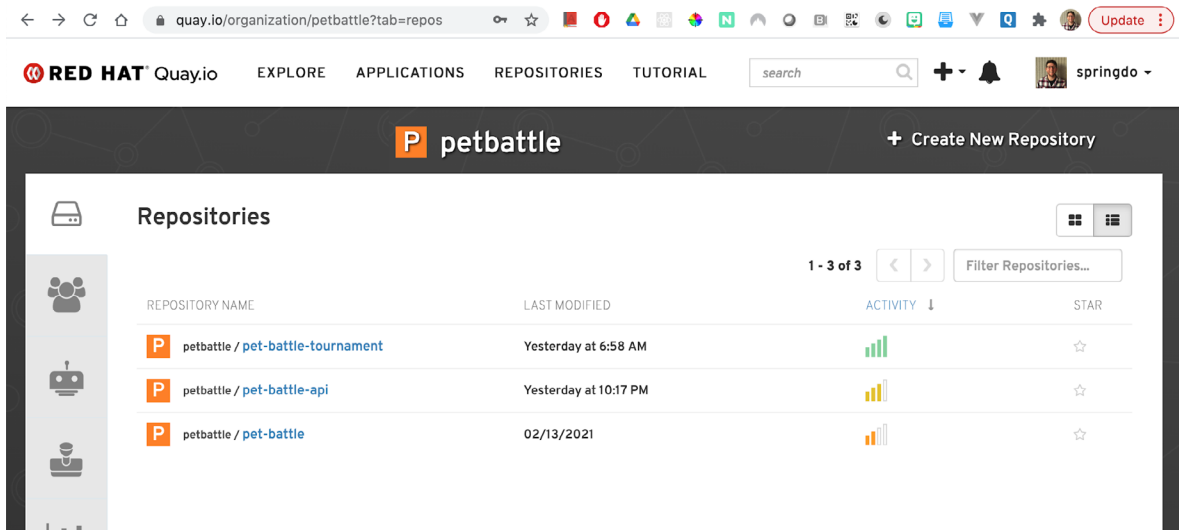 quay.io/organization/petbattle?tab=repos
Update
RED HAT® Quay.io EXPLORE APPLICATIONS REPOSITORIES TUTORIAL search springdo
P petbattle + Create New Repository
Repositories
1 - 3 of 3 Filter Repositories...
REPOSITORY NAME LAST MODIFIED ACTIVITY ↓ STAR
P petbattle / pet-battle-tournament Yesterday at 6:58 AM
P petbattle / pet-battle-api Yesterday at 10:17 PM
P petbattle / pet-battle 02/13/2021